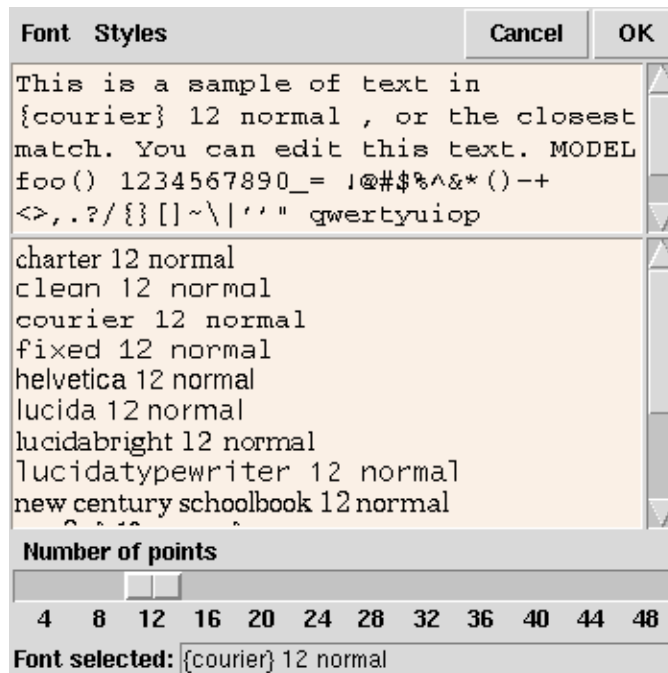 Font Styles Cancel OK
This is a sample of text in
{courier} 12 normal , or the closest
match. You can edit this text. MODEL
foo() 1234567890_= !@#$%^&*()-+
<>,.?/{}[]~\|'′" qwertyuiop
charter 12 normal
clean 12 normal
courier 12 normal
fixed 12 normal
helvetica 12 normal
lucida 12 normal
lucidabright 12 normal
lucidatypewriter 12 normal
new century schoolbook 12 normal
Number of points
4 8 12 16 20 24 28 32 36 40 44 48
Font selected: {courier} 12 normal